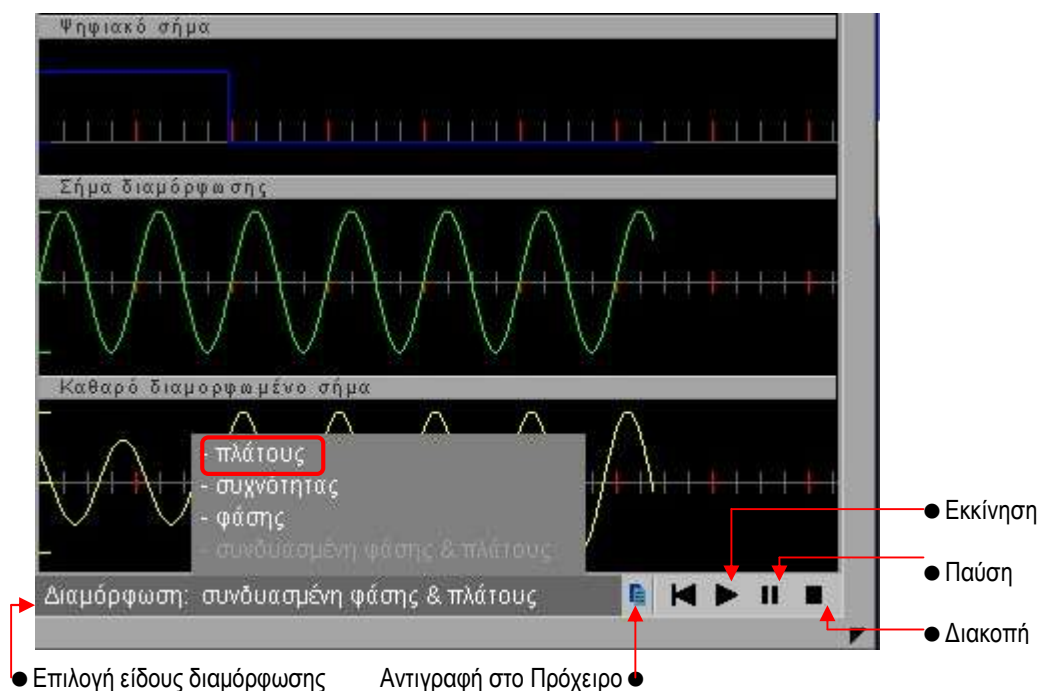 Ψηφιακό σήμα
Σήμα διαμόρφωσης
Καθαρό διαμορφωμένο σήμα
- πλάτους
- συχνότητας
- φάσης
- συνδυασμένη φάσης & πλάτους
Διαμόρφωση: συνδυασμένη φάσης & πλάτους
● Εκκίνηση
● Παύση
● Διακοπή
● Επιλογή είδους διαμόρφωσης
Αντιγραφή στο Πρόχειρο ●